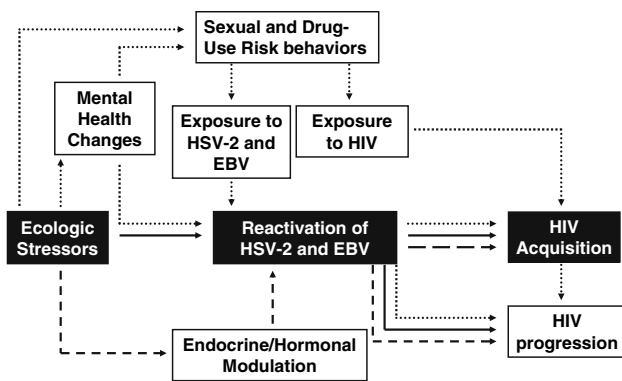 Sexual and Drug-
Use Risk behaviors
Mental
Health
Changes
Exposure to
HSV-2 and
EBV
Exposure
to HIV
Ecologic
Stressors
Reactivation of
HSV-2 and EBV
HIV
Acquisition
Endocrine/Hormonal
Modulation
HIV
progression